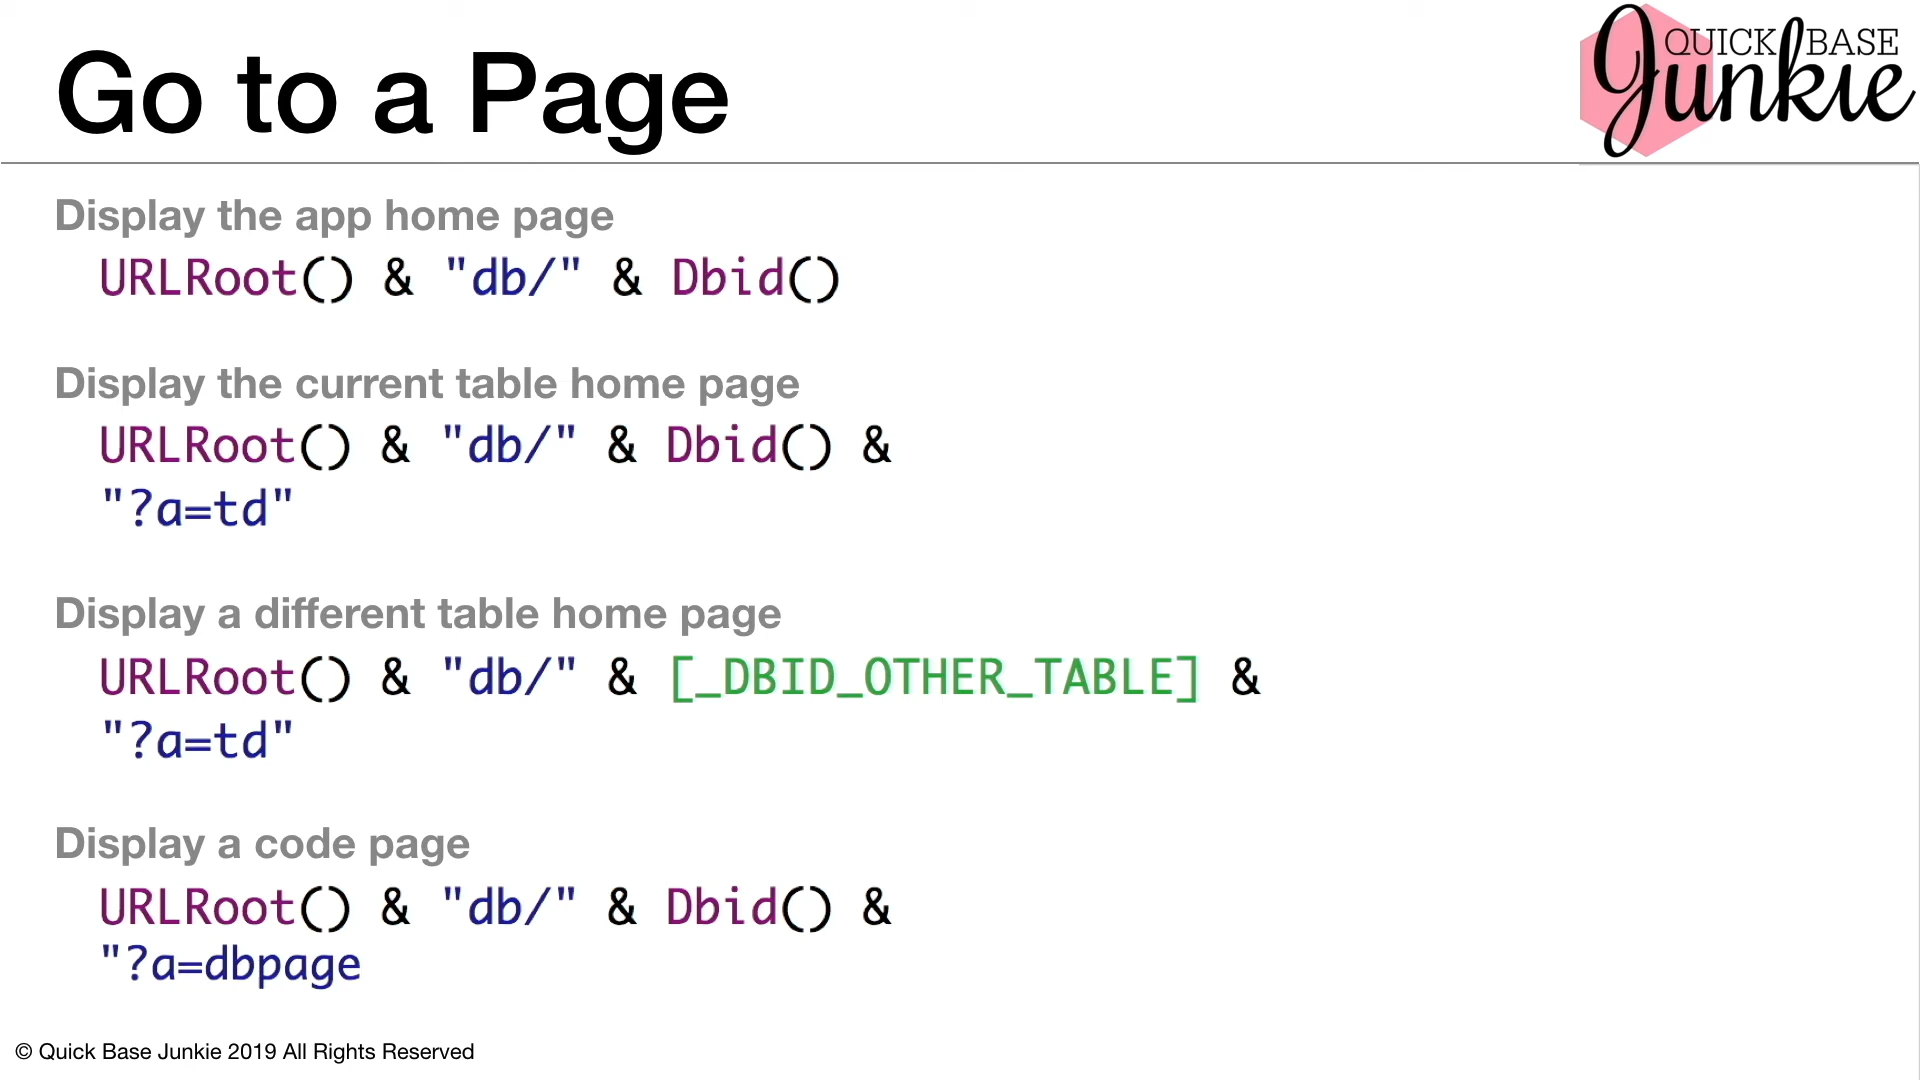 Go to a Page
QUICK BASE
Junkie
Display the app home page
URLRoot() & "db/" & Dbid()
Display the current table home page
URLRoot() & "db/" & Dbid() &
"?a=td"
Display a different table home page
URLRoot() & "db/" & [_DBID_OTHER_TABLE] &
"?a=td"
Display a code page
URLRoot() & "db/" & Dbid() &
"?a=dbpage
© Quick Base Junkie 2019 All Rights Reserved